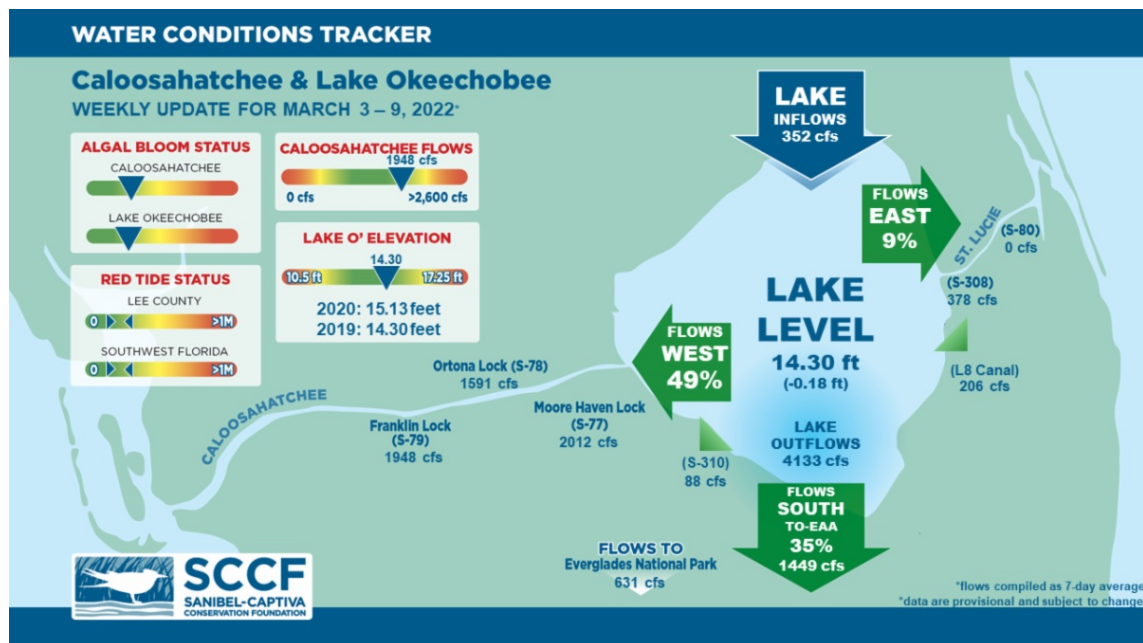 WATER CONDITIONS TRACKER
Caloosahatchee & Lake Okeechobee
WEEKLY UPDATE FOR MARCH 3 – 9, 2022*
ALGAL BLOOM STATUS
CALOOSAHATCHEE
LAKE OKEECHOBEE
RED TIDE STATUS
LEE COUNTY
0 >1M
SOUTHWEST FLORIDA
0 >1M
CALOOSAHATCHEE FLOWS
1948 cfs
0 cfs >2,600 cfs
LAKE O' ELEVATION
14.30
10.5 ft 17.25 ft
2020: 15.13 feet
2019: 14.30 feet
LAKE
INFLOWS
352 cfs
FLOWS
EAST
9%
ST. LUCIE
(S-80)
0 cfs
(S-308)
378 cfs
(L8 Canal)
206 cfs
LAKE
LEVEL
14.30 ft
(-0.18 ft)
LAKE
OUTFLOWS
4133 cfs
FLOWS
WEST
49%
Ortona Lock (S-78)
1591 cfs
CALOOSAHATCHEE
Franklin Lock
(S-79)
1948 cfs
Moore Haven Lock
(S-77)
2012 cfs
(S-310)
88 cfs
FLOWS
SOUTH
TO-EAA
35%
1449 cfs
FLOWS TO
Everglades National Park
631 cfs
SCCF
SANIBEL-CAPTIVA
CONSERVATION FOUNDATION
*flows compiled as 7-day average
*data are provisional and subject to change